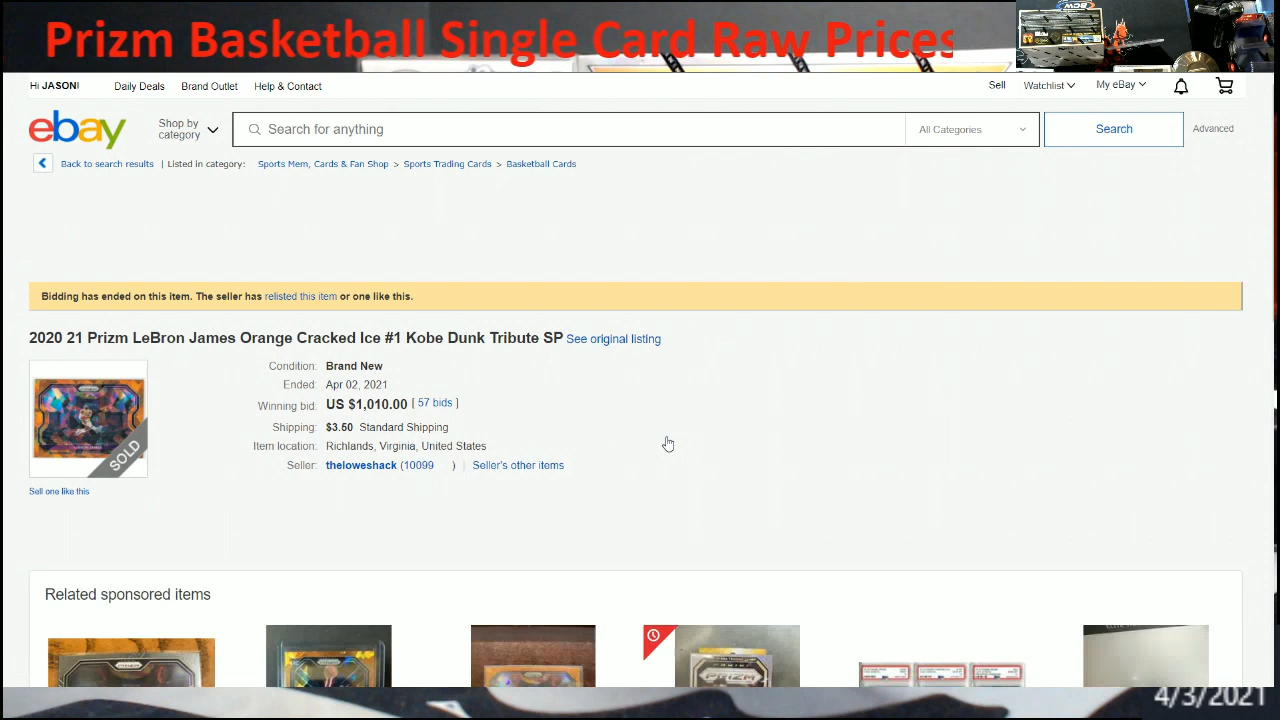 Prizm Basketball Single Card Raw Prices
Hi JASON! Daily Deals Brand Outlet Help & Contact Sell Watchlist My eBay
ebay Shop by category Search for anything All Categories Search Advanced
Back to search results | Listed in category: Sports Mem, Cards & Fan Shop > Sports Trading Cards > Basketball Cards
Bidding has ended on this item. The seller has relisted this item or one like this.
2020 21 Prizm LeBron James Orange Cracked Ice #1 Kobe Dunk Tribute SP See original listing
Condition: Brand New
Ended: Apr 02, 2021
Winning bid: US $1,010.00 [ 57 bids ]
Shipping: $3.50 Standard Shipping
Item location: Richlands, Virginia, United States
Seller: theloweshack (10099 ) | Seller's other items
SOLD
Sell one like this
Related sponsored items
PRIZM
4/3/2021